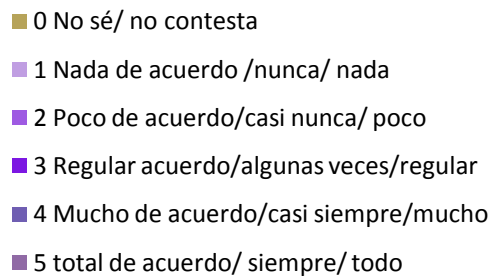 0 No sé/ no contesta
1 Nada de acuerdo /nunca/ nada
2 Poco de acuerdo/casi nunca/ poco
3 Regular acuerdo/algunas veces/regular
4 Mucho de acuerdo/casi siempre/mucho
5 total de acuerdo/ siempre/ todo